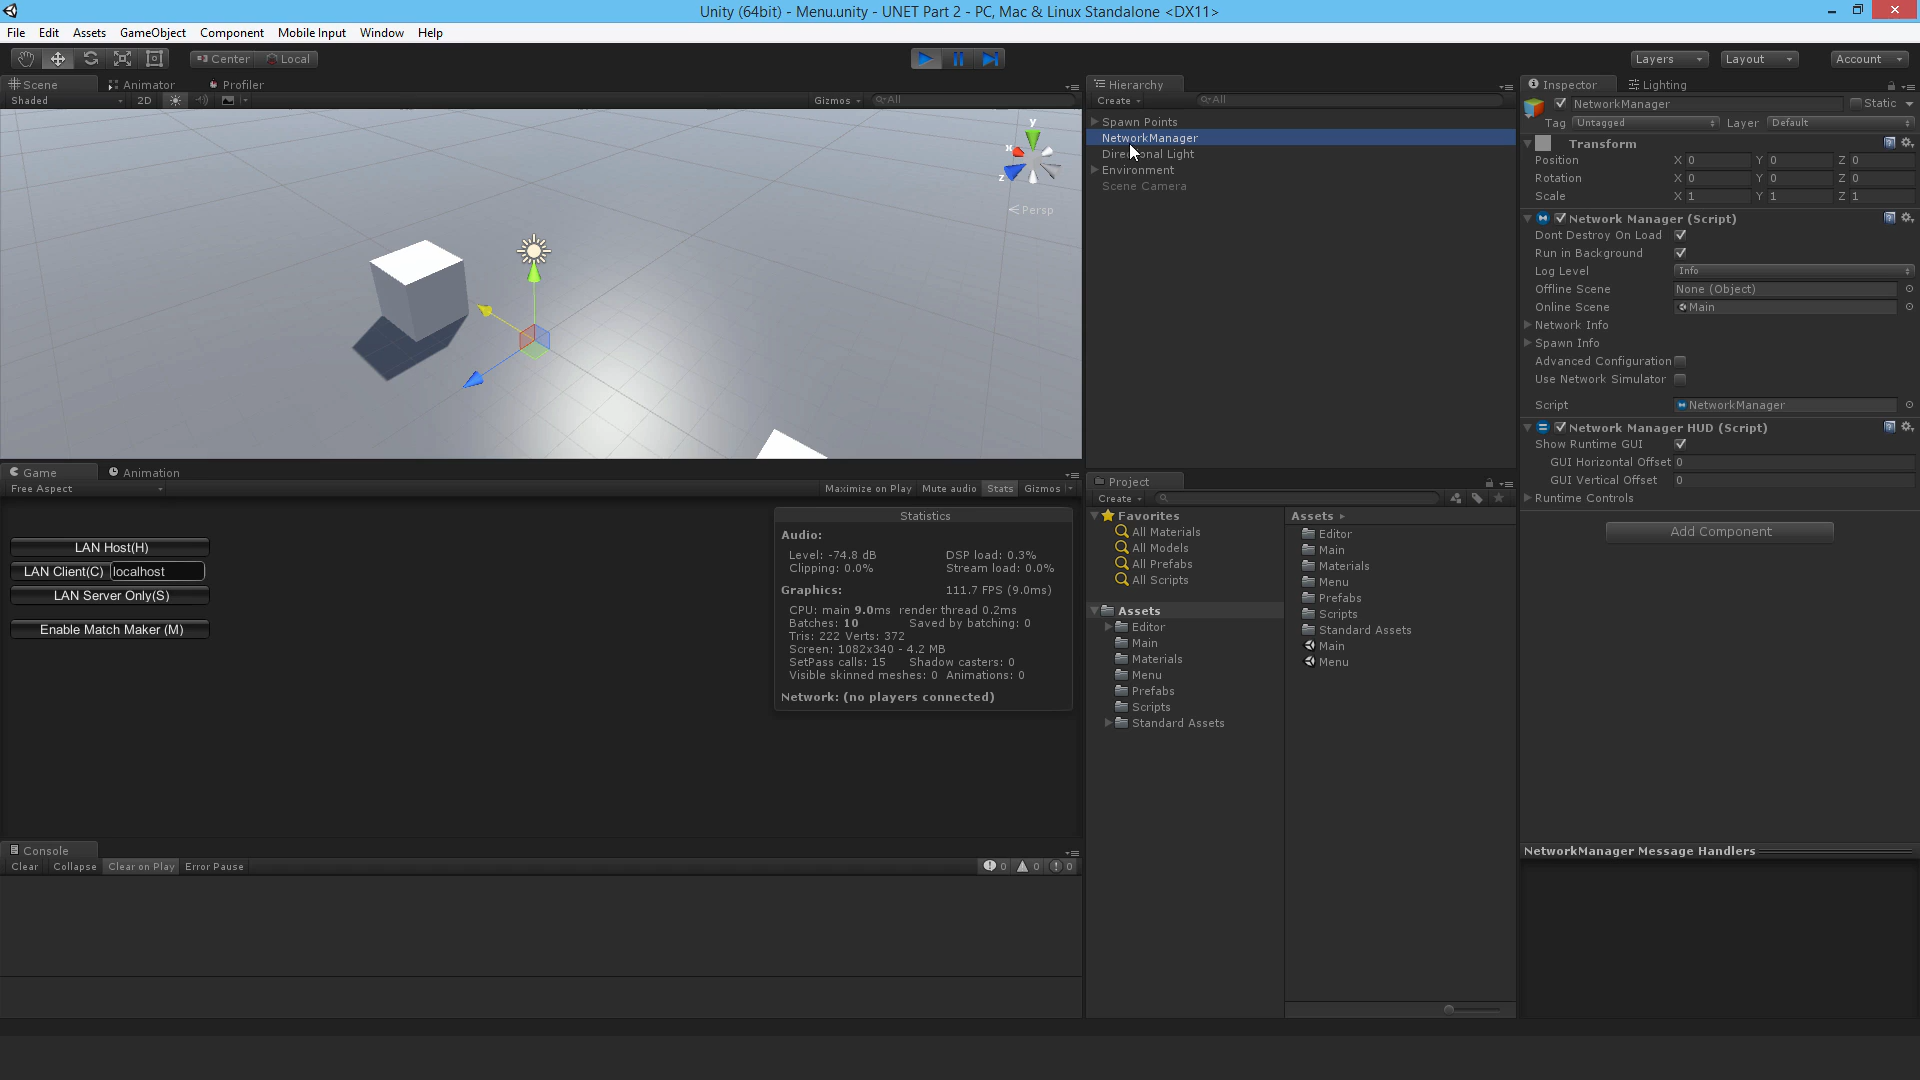 Unity (64bit) - Menu.unity - UNET Part 2 - PC, Mac & Linux Standalone <DX11>
File Edit Assets GameObject Component Mobile Input Window Help
Center Local
Layers Layout Account
Scene Animator Profiler
Shaded 2D Gizmos All
y
x
z
Persp
Hierarchy
Create All
Spawn Points
NetworkManager
Directional Light
Environment
Scene Camera
Inspector Lighting
NetworkManager Static
Tag Untagged Layer Default
Transform
Position X 0 Y 0 Z 0
Rotation X 0 Y 0 Z 0
Scale X 1 Y 1 Z 1
Network Manager (Script)
Dont Destroy On Load
Run in Background
Log Level Info
Offline Scene None (Object)
Online Scene Main
Network Info
Spawn Info
Advanced Configuration
Use Network Simulator
Script NetworkManager
Network Manager HUD (Script)
Show Runtime GUI
GUI Horizontal Offset 0
GUI Vertical Offset 0
Runtime Controls
Add Component
NetworkManager Message Handlers
Game Animation
Free Aspect Maximize on Play Mute audio Stats Gizmos
LAN Host(H)
LAN Client(C) localhost
LAN Server Only(S)
Enable Match Maker (M)
Statistics
Audio:
Level: -74.8 dB DSP load: 0.3%
Clipping: 0.0% Stream load: 0.0%
Graphics: 111.7 FPS (9.0ms)
CPU: main 9.0ms render thread 0.2ms
Batches: 10 Saved by batching: 0
Tris: 222 Verts: 372
Screen: 1082x340 - 4.2 MB
SetPass calls: 15 Shadow casters: 0
Visible skinned meshes: 0 Animations: 0
Network: (no players connected)
Project
Create
Favorites
All Materials
All Models
All Prefabs
All Scripts
Assets
Editor
Main
Materials
Menu
Prefabs
Scripts
Standard Assets
Assets
Editor
Main
Materials
Menu
Prefabs
Scripts
Standard Assets
Main
Menu
Console
Clear Collapse Clear on Play Error Pause 0 0 0